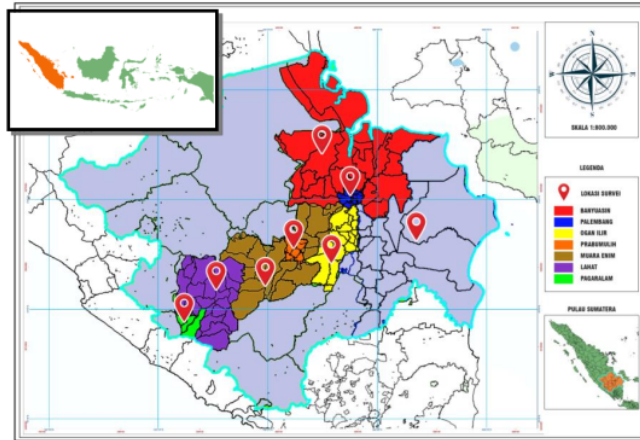 N
W
E
S
SKALA 1:900.000
LEGENDA
LOKASI SURVEI
BANYUASIN
PALEMBANG
OGAN ILIR
PRABUMULIH
MUARA ENIM
LAHAT
PAGARALAM
PULAU SUMATERA